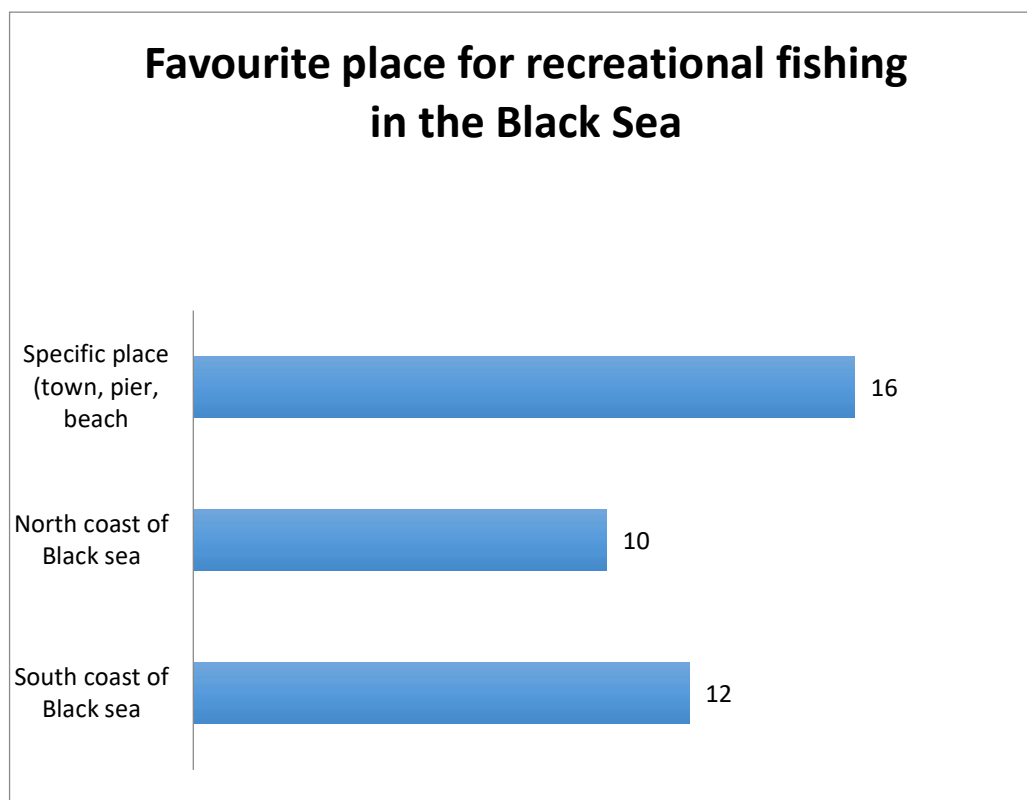 Favourite place for recreational fishing
in the Black Sea
Specific place
(town, pier,
beach
16
North coast of
Black sea
10
South coast of
Black sea
12